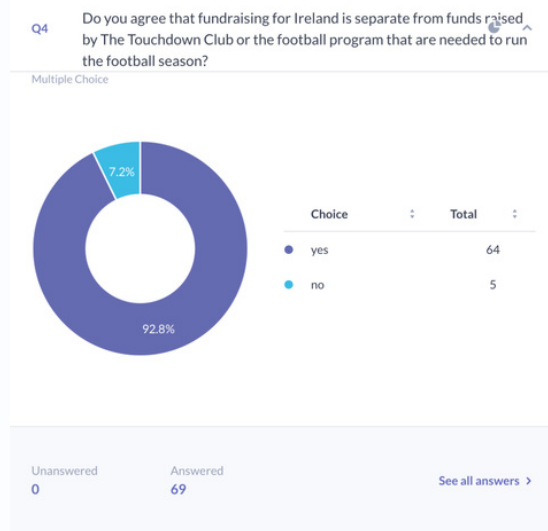 Q4
Do you agree that fundraising for Ireland is separate from funds raised
by The Touchdown Club or the football program that are needed to run
the football season?
Multiple Choice
7.2%
92.8%
Choice Total
yes 64
no 5
Unanswered Answered
0 69
See all answers